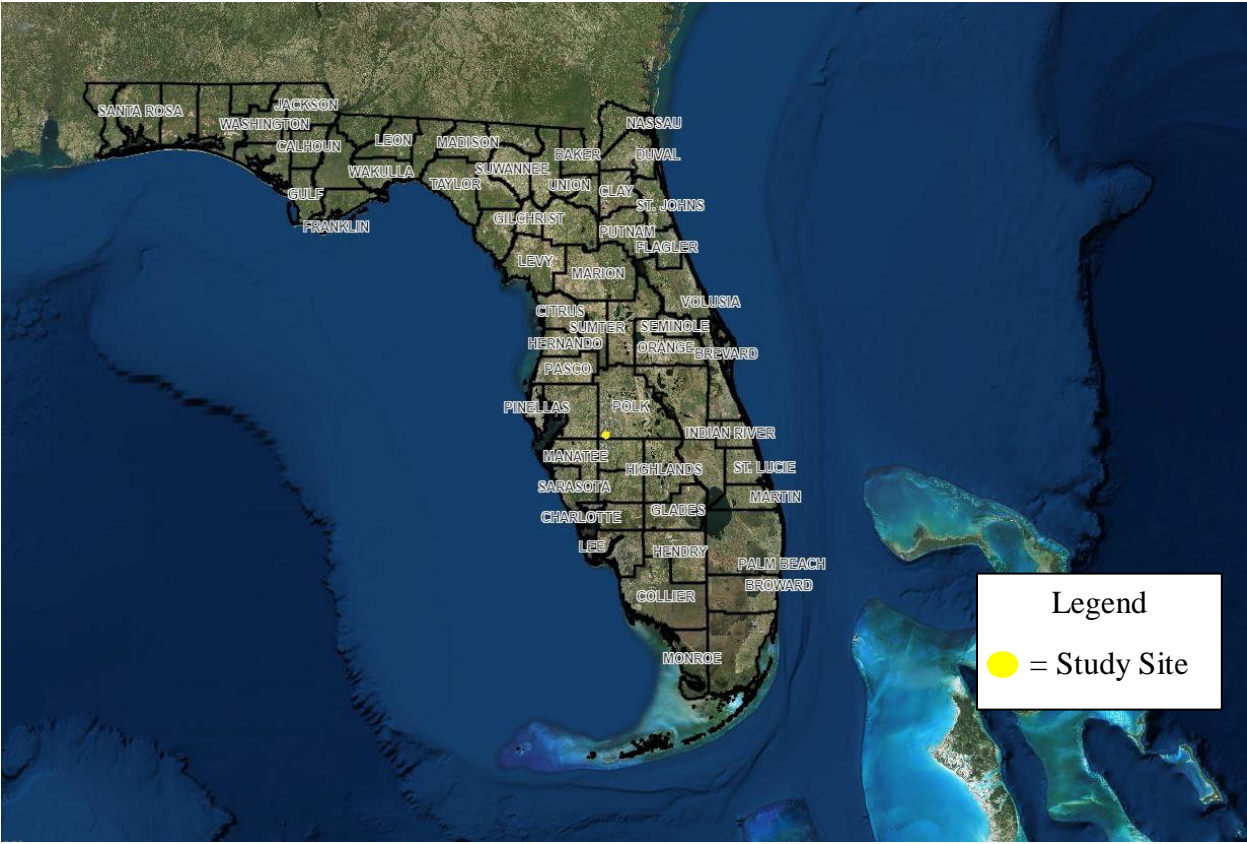 SANTA ROSA
JACKSON
WASHINGTON
CALHOUN
GULF
FRANKLIN
LEON
WAKULLA
MADISON
TAYLOR
SUWANNEE
BAKER
NASSAU
DUVAL
UNION
CLAY
ST. JOHNS
GILCHRIST
PUTNAM
FLAGLER
LEVY
MARION
VOLUSIA
CITRUS
SUMTER
SEMINOLE
HERNANDO
ORANGE
BREVARD
PASCO
PINELLAS
POLK
INDIAN RIVER
MANATEE
HIGHLANDS
ST. LUCIE
SARASOTA
MARTIN
CHARLOTTE
GLADES
LEE
HENDRY
PALM BEACH
BROWARD
COLLIER
MONROE
Legend
= Study Site